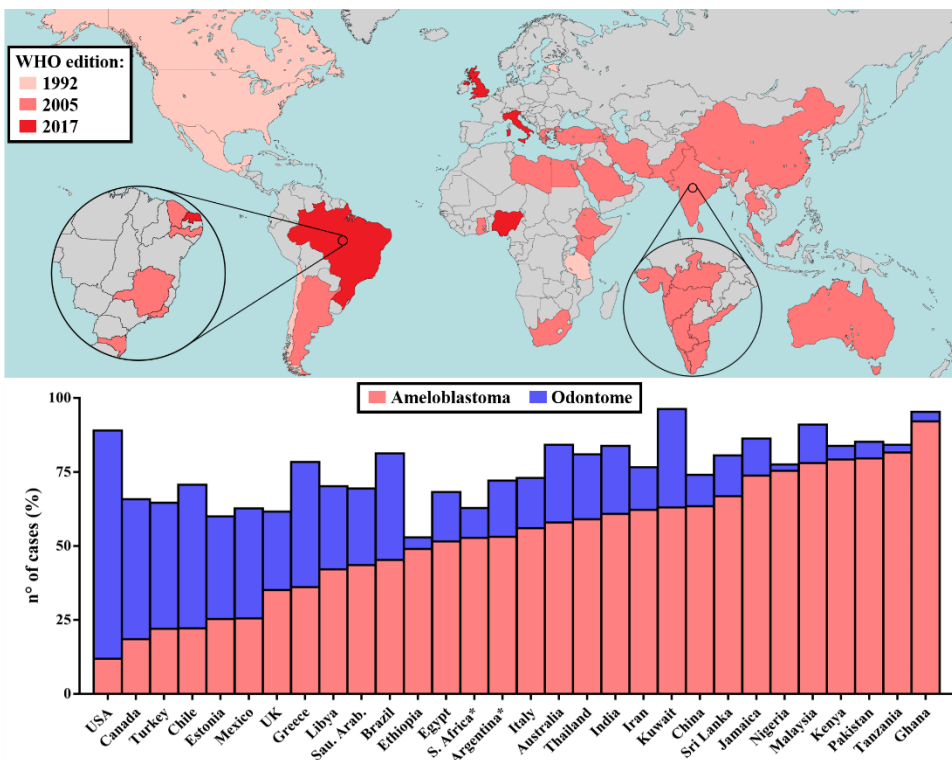 WHO edition:
1992
2005
2017
Ameloblastoma
Odontome
n° of cases (%)
100
75
50
25
0
USA
Canada
Turkey
Chile
Estonia
Mexico
UK
Greece
Libya
Sau. Arab.
Brazil
Ethiopia
Egypt
S. Africa*
Argentina*
Italy
Australia
Thailand
India
Iran
Kuwait
China
Sri Lanka
Jamaica
Nigeria
Malaysia
Kenya
Pakistan
Tanzania
Ghana